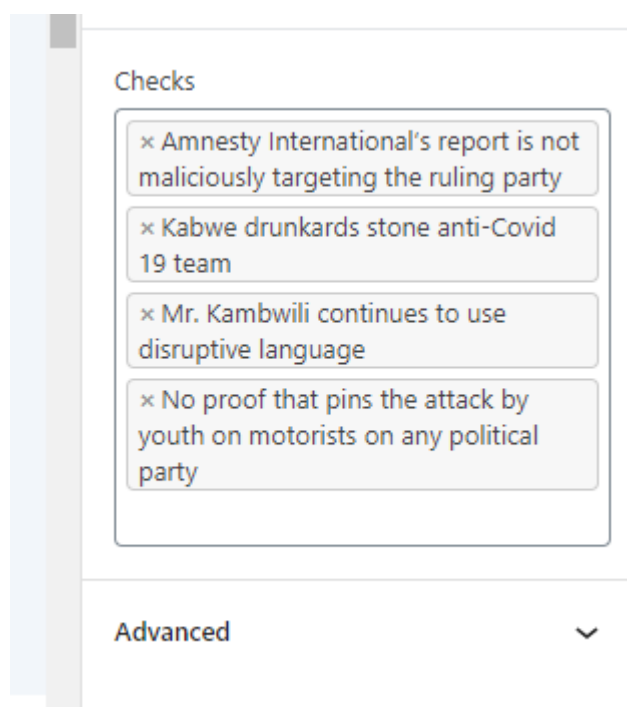 Checks
× Amnesty International’s report is not
maliciously targeting the ruling party
× Kabwe drunkards stone anti-Covid
19 team
× Mr. Kambwili continues to use
disruptive language
× No proof that pins the attack by
youth on motorists on any political
party
Advanced